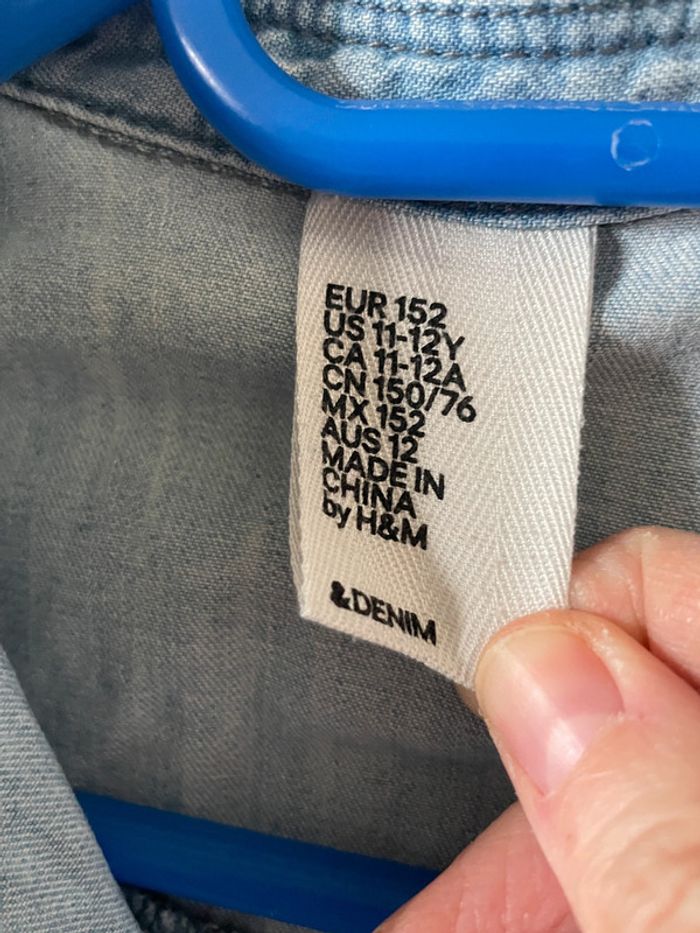 EUR 152
US 11-12Y
CA 11-12A
CN 150/76
MX 152
AUS 12
MADE IN
CHINA
by H&M
&DENIM